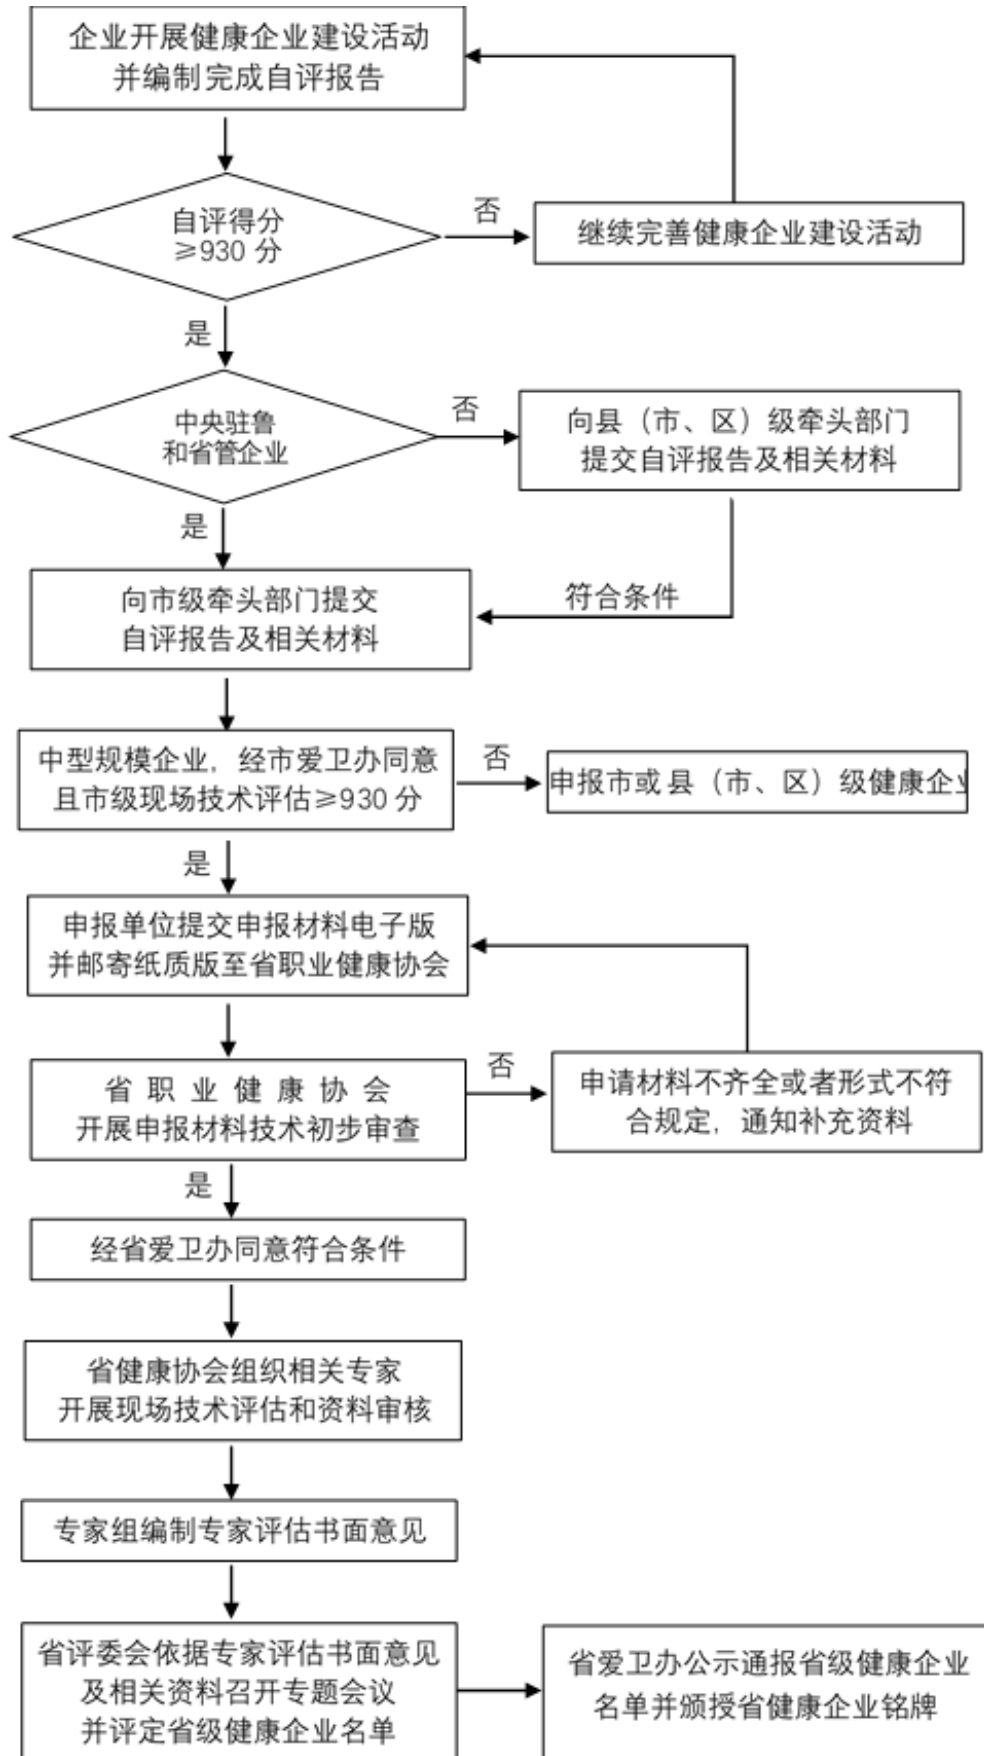 企业开展健康企业建设活动
并编制完成自评报告
自评得分
≥930 分
否
继续完善健康企业建设活动
是
中央驻鲁
和省管企业
否
向县（市、区）级牵头部门
提交自评报告及相关材料
是
符合条件
向市级牵头部门提交
自评报告及相关材料
中型规模企业，经市爱卫办同意
且市级现场技术评估≥930 分
否
申报市或县（市、区）级健康企业
是
申报单位提交申报材料电子版
并邮寄纸质版至省职业健康协会
省职业健康协会
开展申报材料技术初步审查
否
申请材料不齐全或者形式不符
合规定，通知补充资料
是
经省爱卫办同意符合条件
省健康协会组织相关专家
开展现场技术评估和资料审核
专家组编制专家评估书面意见
省评委会依据专家评估书面意见
及相关资料召开专题会议
并评定省级健康企业名单
省爱卫办公示通报省级健康企业
名单并颁授省健康企业铭牌